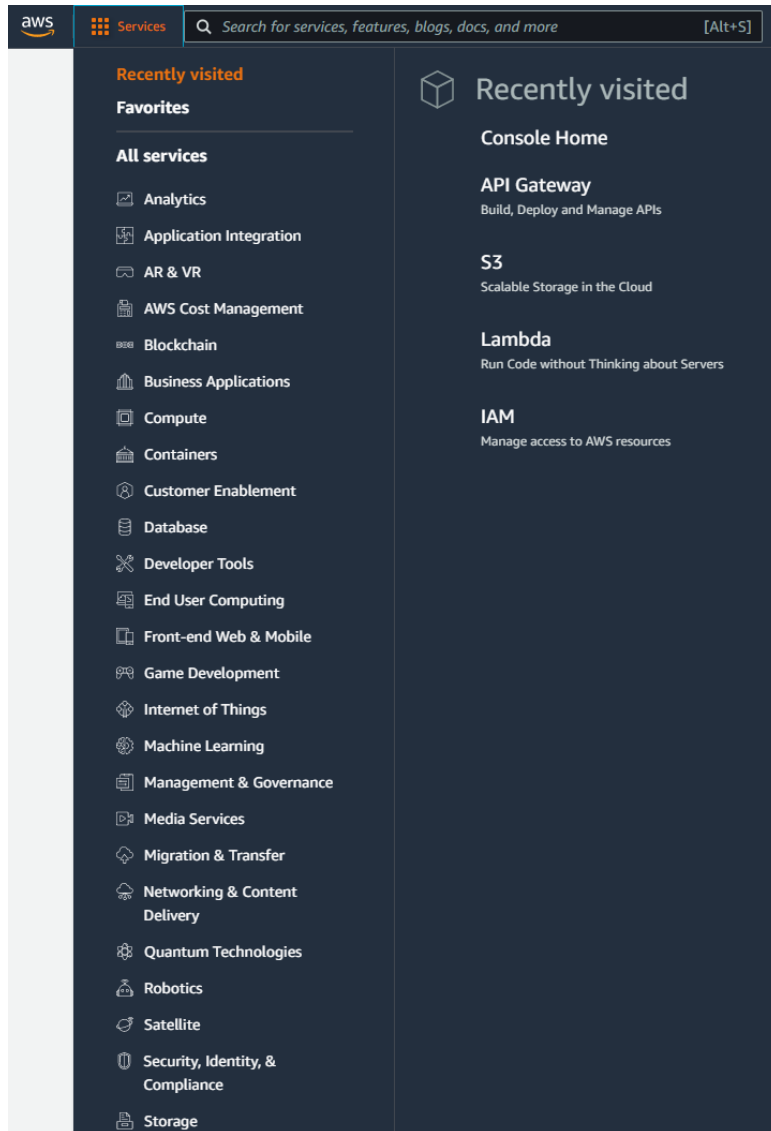 aws
Services
Search for services, features, blogs, docs, and more
[Alt+S]
Recently visited
Favorites
All services
Analytics
Application Integration
AR & VR
AWS Cost Management
Blockchain
Business Applications
Compute
Containers
Customer Enablement
Database
Developer Tools
End User Computing
Front-end Web & Mobile
Game Development
Internet of Things
Machine Learning
Management & Governance
Media Services
Migration & Transfer
Networking & Content
Delivery
Quantum Technologies
Robotics
Satellite
Security, Identity, &
Compliance
Storage
Recently visited
Console Home
API Gateway
Build, Deploy and Manage APIs
S3
Scalable Storage in the Cloud
Lambda
Run Code without Thinking about Servers
IAM
Manage access to AWS resources